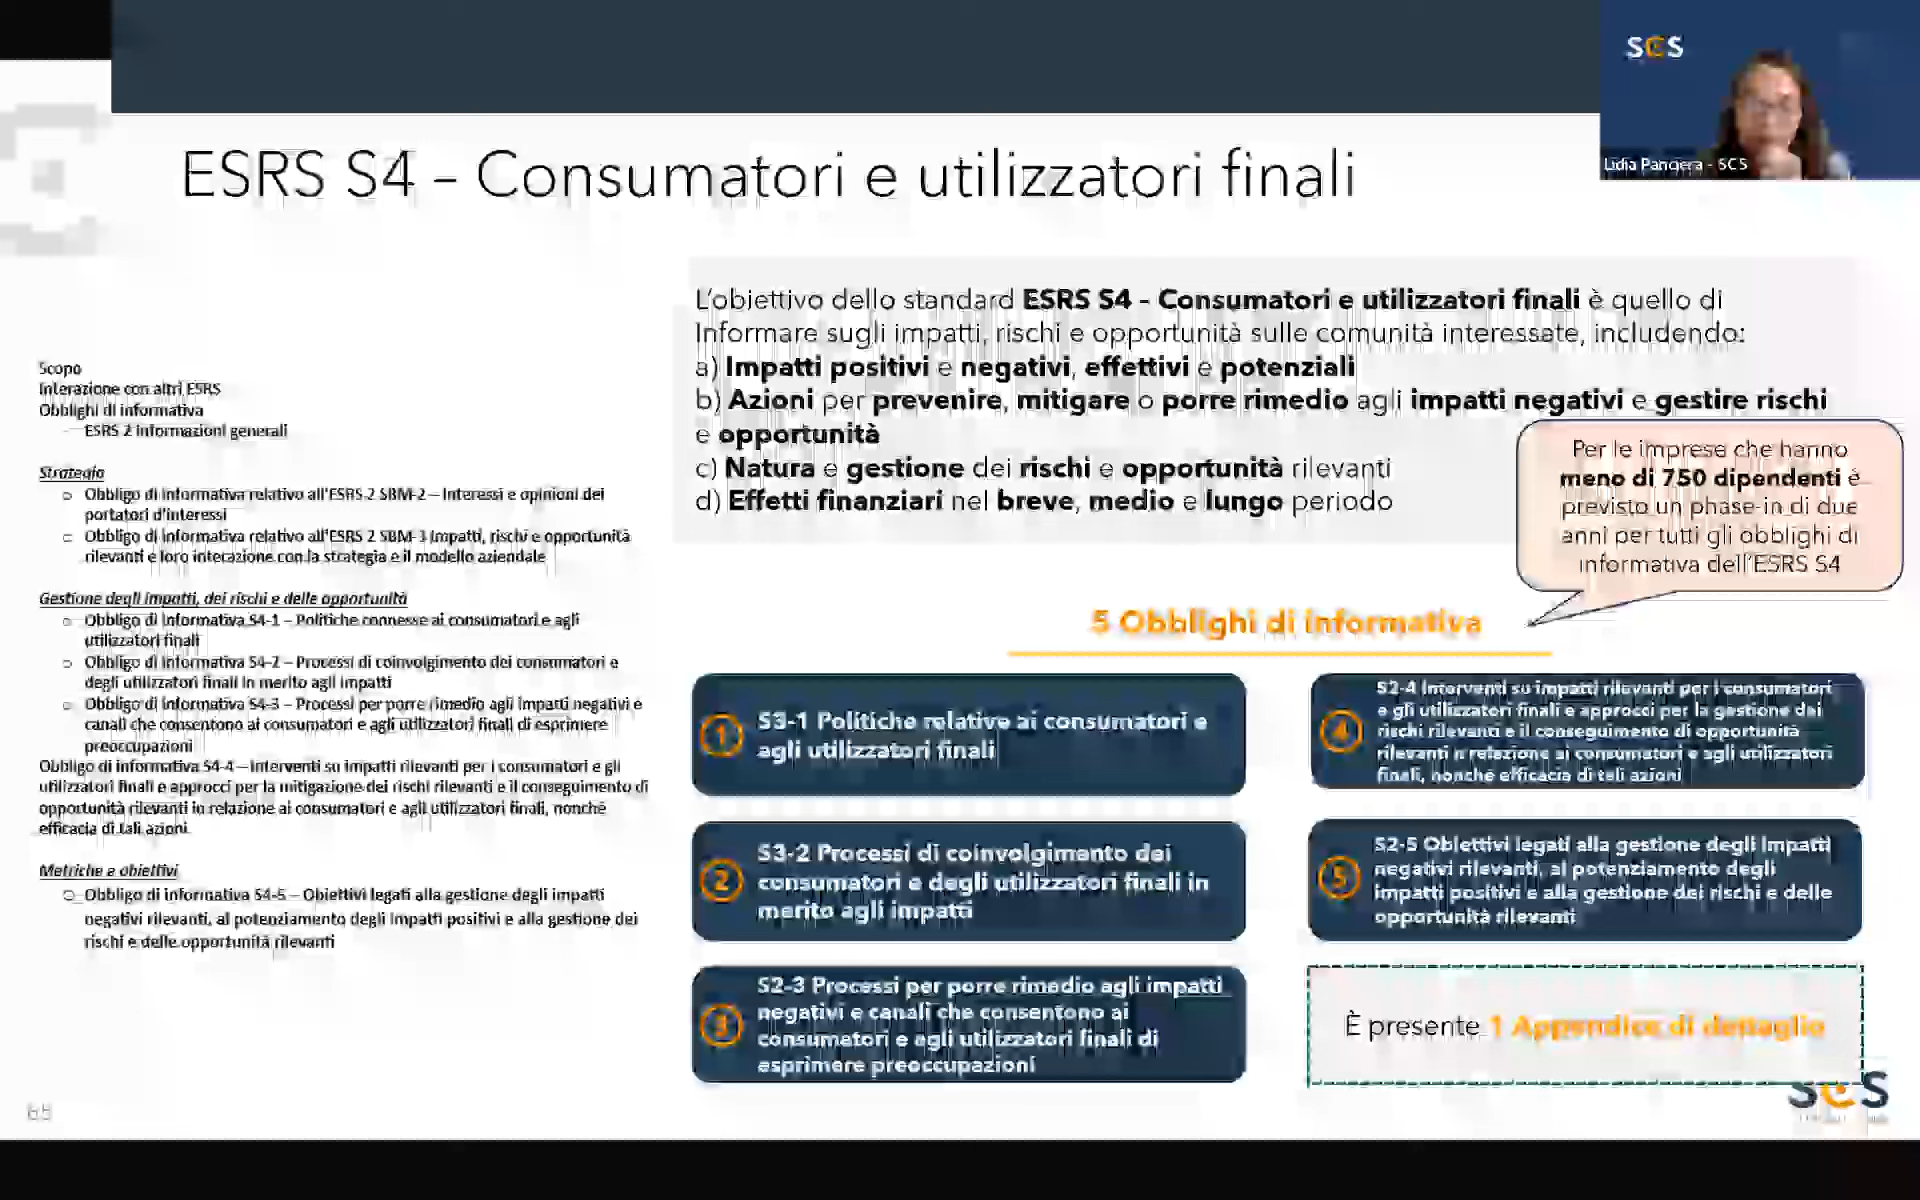 SCS
Lidia Panciera - SCS
ESRS S4 – Consumatori e utilizzatori finali
Scopo
Interazione con altri ESRS
Obblighi di informativa
- ESRS 2 Informazioni generali
Strategia
o Obbligo di informativa relativo all'ESRS 2 SBM-2 – Interessi e opinioni dei
portatori d'interessi
o Obbligo di informativa relativo all'ESRS 2 SBM-3 Impatti, rischi e opportunità
rilevanti e loro interazione con la strategia e il modello aziendale
Gestione degli impatti, dei rischi e delle opportunità
o Obbligo di informativa S4-1 – Politiche connesse ai consumatori e agli
utilizzatori finali
o Obbligo di informativa S4-2 – Processi di coinvolgimento dei consumatori e
degli utilizzatori finali in merito agli impatti
o Obbligo di informativa S4-3 – Processi per porre rimedio agli impatti negativi e
canali che consentono ai consumatori e agli utilizzatori finali di esprimere
preoccupazioni
Obbligo di informativa S4-4 – Interventi su impatti rilevanti per i consumatori e gli
utilizzatori finali e approcci per la mitigazione dei rischi rilevanti e il conseguimento di
opportunità rilevanti in relazione ai consumatori e agli utilizzatori finali, nonché
efficacia di tali azioni
Metriche e obiettivi
o Obbligo di informativa S4-5 – Obiettivi legati alla gestione degli impatti
negativi rilevanti, al potenziamento degli impatti positivi e alla gestione dei
rischi e delle opportunità rilevanti
L'obiettivo dello standard ESRS S4 - Consumatori e utilizzatori finali è quello di
Informare sugli impatti, rischi e opportunità sulle comunità interessate, includendo:
a) Impatti positivi e negativi, effettivi e potenziali
b) Azioni per prevenire, mitigare o porre rimedio agli impatti negativi e gestire rischi
e opportunità
c) Natura e gestione dei rischi e opportunità rilevanti
d) Effetti finanziari nel breve, medio e lungo periodo
Per le imprese che hanno
meno di 750 dipendenti è
previsto un phase-in di due
anni per tutti gli obblighi di
informativa dell'ESRS S4
5 Obblighi di informativa
1 S3-1 Politiche relative ai consumatori e
agli utilizzatori finali
2 S3-2 Processi di coinvolgimento dei
consumatori e degli utilizzatori finali in
merito agli impatti
3 S2-3 Processi per porre rimedio agli impatti
negativi e canali che consentono ai
consumatori e agli utilizzatori finali di
esprimere preoccupazioni
4 S2-4 Interventi su impatti rilevanti per i consumatori
e gli utilizzatori finali e approcci per la gestione dei
rischi rilevanti e il conseguimento di opportunità
rilevanti n relazione ai consumatori e agli utilizzatori
finali, nonché efficacia di tali azioni
5 S2-5 Obiettivi legati alla gestione degli impatti
negativi rilevanti, al potenziamento degli
impatti positivi e alla gestione dei rischi e delle
opportunità rilevanti
È presente 1 Appendice di dettaglio
65
SCS